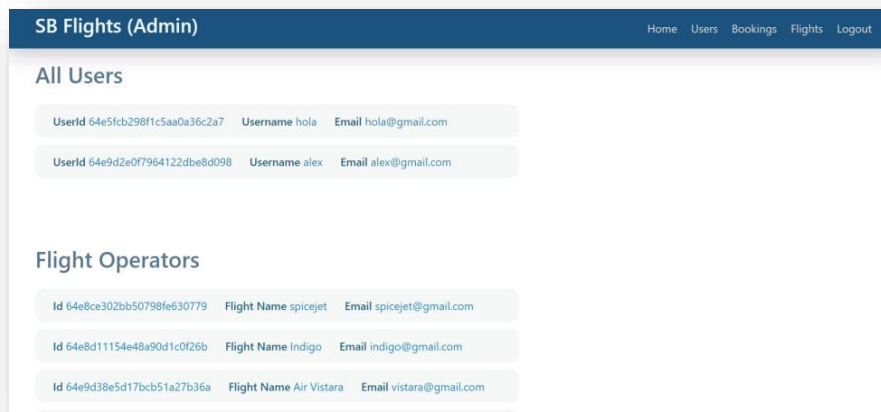 SB Flights (Admin)
Home Users Bookings Flights Logout
All Users
UserId 64e5fcb298f1c5aa0a36c2a7 Username hola Email hola@gmail.com
UserId 64e9d2e0f7964122dbe8d098 Username alex Email alex@gmail.com
Flight Operators
Id 64e8ce302bb50798fe630779 Flight Name spicejet Email spicejet@gmail.com
Id 64e8d11154e48a90d1c0f26b Flight Name Indigo Email indigo@gmail.com
Id 64e9d38e5d17bcb51a27b36a Flight Name Air Vistara Email vistara@gmail.com